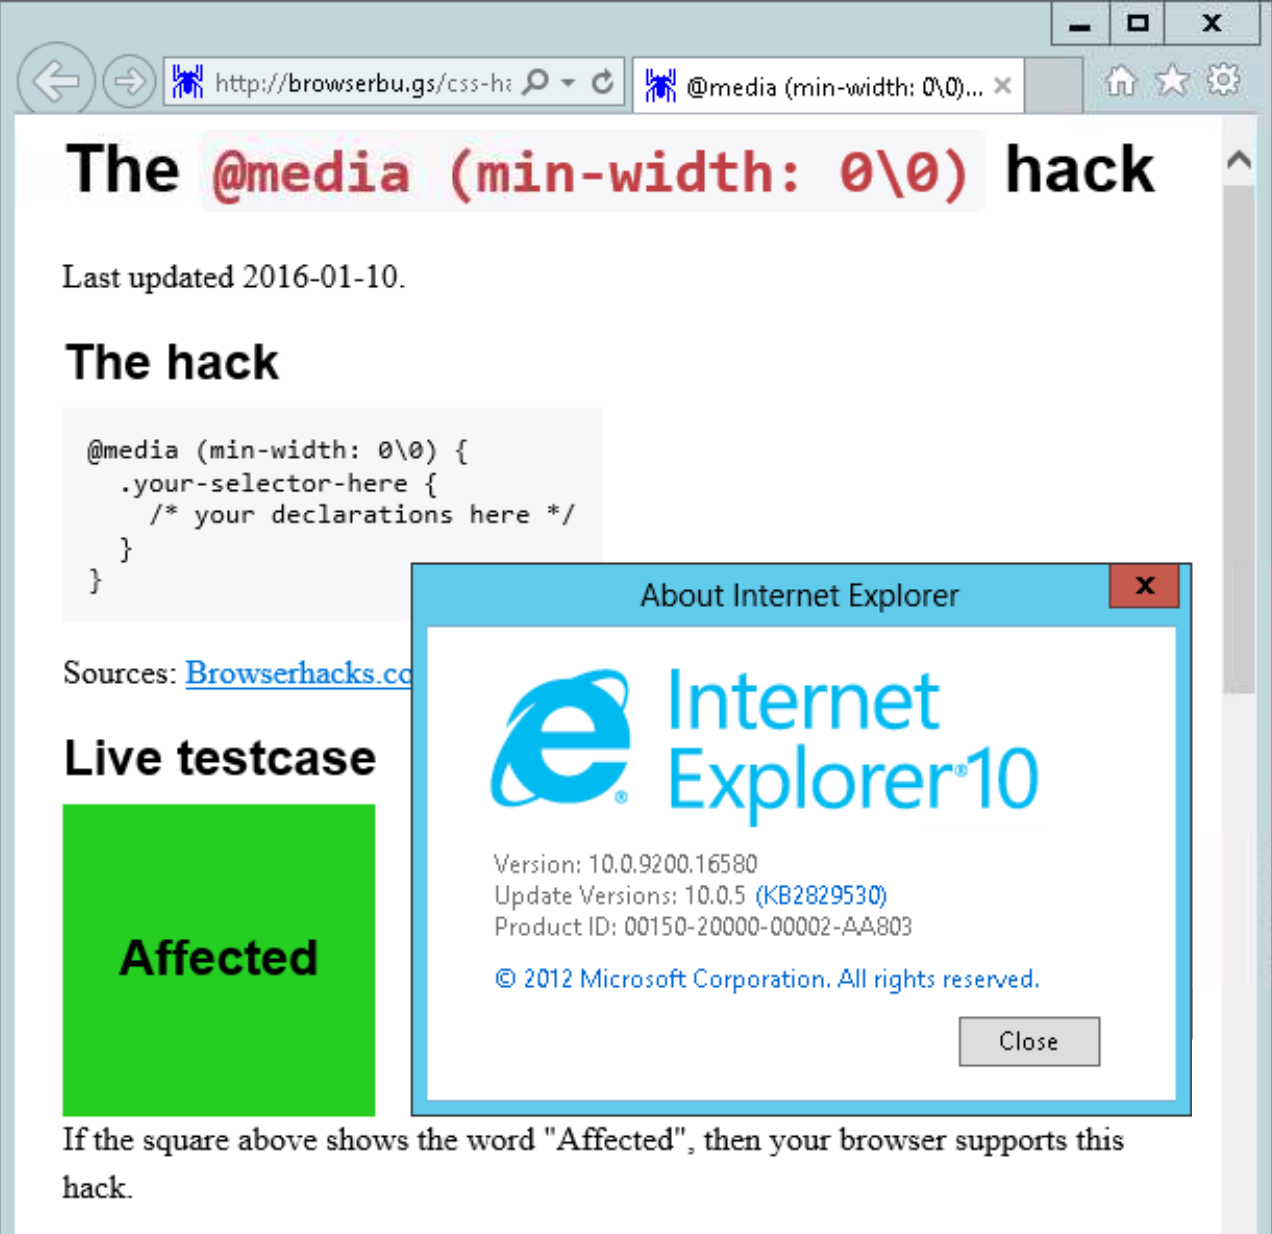 http://browserbu.gs/css-ha
@media (min-width: 0\0)...
The @media (min-width: 0\0) hack
Last updated 2016-01-10.
The hack
@media (min-width: 0\0) {
.your-selector-here {
/* your declarations here */
}
}
Sources: Browserhacks.co
Live testcase
Affected
If the square above shows the word "Affected", then your browser supports this
hack.
About Internet Explorer
x
Internet
Explorer®10
Version: 10.0.9200.16580
Update Versions: 10.0.5 (KB2829530)
Product ID: 00150-20000-00002-AA803
© 2012 Microsoft Corporation. All rights reserved.
Close